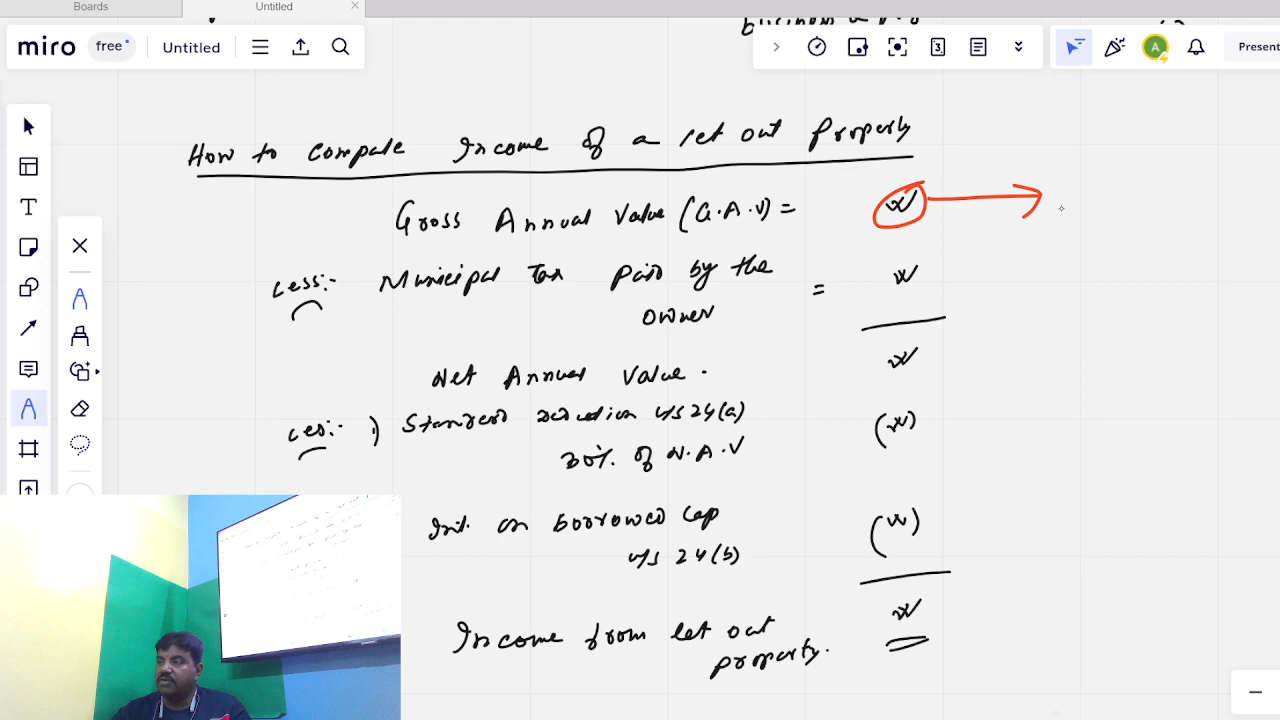 Boards
Untitled
miro
free
Untitled
3
A
Present
How to compute Income of a let out Property
Gross Annual Value (G.A.V) =
Less:- Municipal Tax paid by the
owner
=
Net Annual Value.
Less:- 1) Standard deduction u/s 24(a)
30% of N.A.V
Int. on borrowed cap
u/s 24(b)
Income from let out
property.